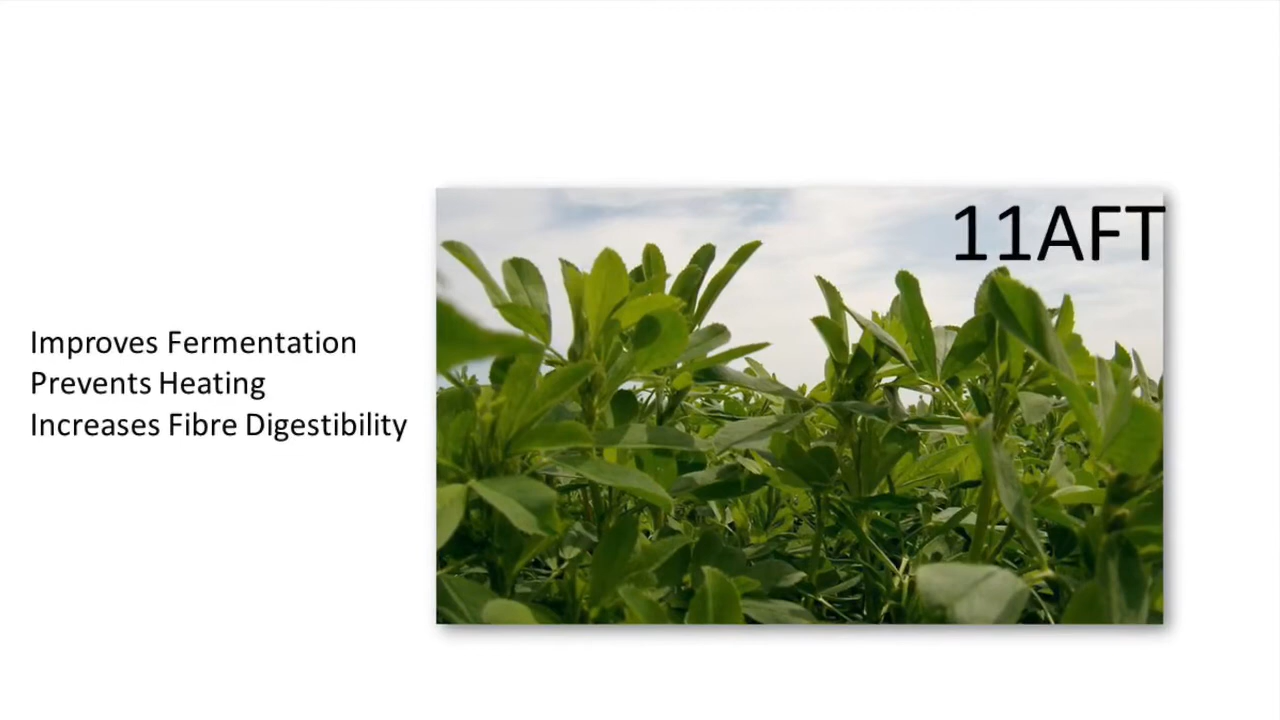 11AFT
Improves Fermentation
Prevents Heating
Increases Fibre Digestibility